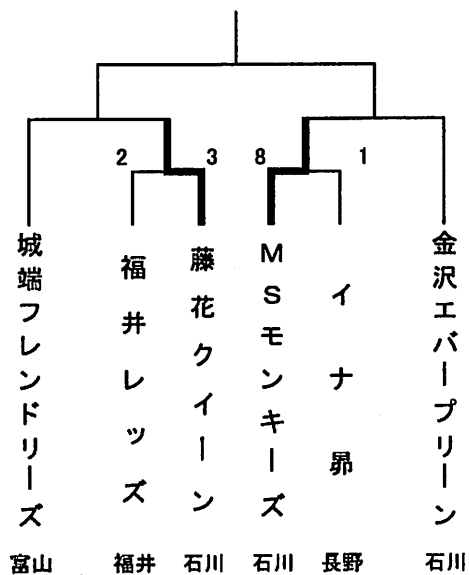 2 3 8 1
城端フレンドリーズ
福井レッズ
藤花クイーン
MSモンキーズ
イナ昴
金沢エバープリーン
富山 福井 石川 石川 長野 石川